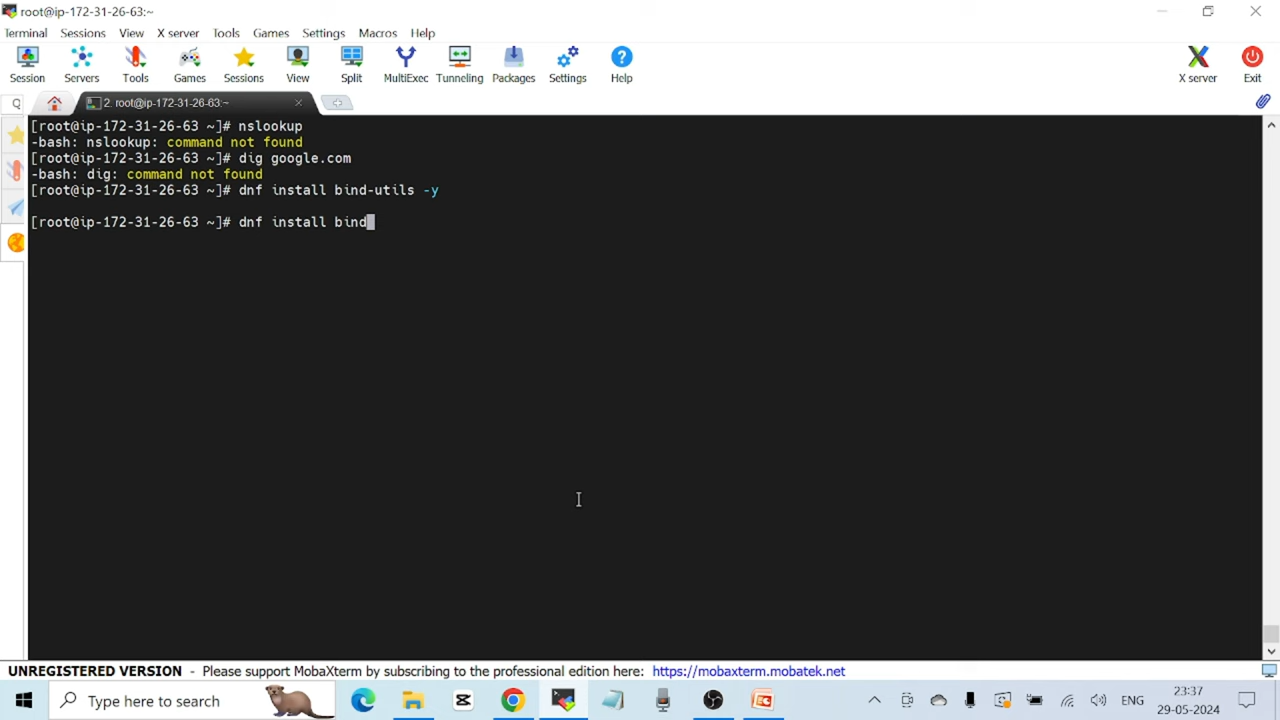 root@ip-172-31-26-63:~
Terminal Sessions View X server Tools Games Settings Macros Help
Session Servers Tools Games Sessions View Split MultiExec Tunneling Packages Settings Help X server Exit
2. root@ip-172-31-26-63:~
[root@ip-172-31-26-63 ~]# nslookup
-bash: nslookup: command not found
[root@ip-172-31-26-63 ~]# dig google.com
-bash: dig: command not found
[root@ip-172-31-26-63 ~]# dnf install bind-utils -y
[root@ip-172-31-26-63 ~]# dnf install bind
UNREGISTERED VERSION - Please support MobaXterm by subscribing to the professional edition here: https://mobaxterm.mobatek.net
Type here to search
ENG
23:37
29-05-2024